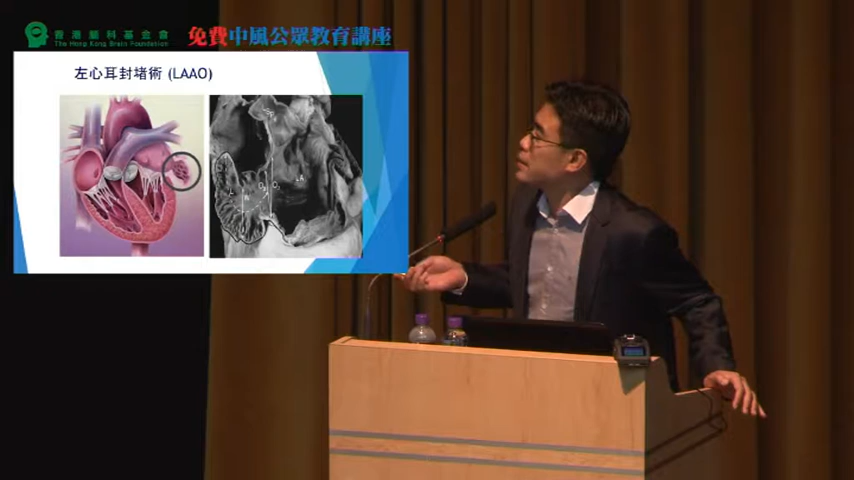 香港腦科基金會
The Hong Kong Brain Foundation
免費中風公眾教育講座
左心耳封堵術 (LAAO)
LA